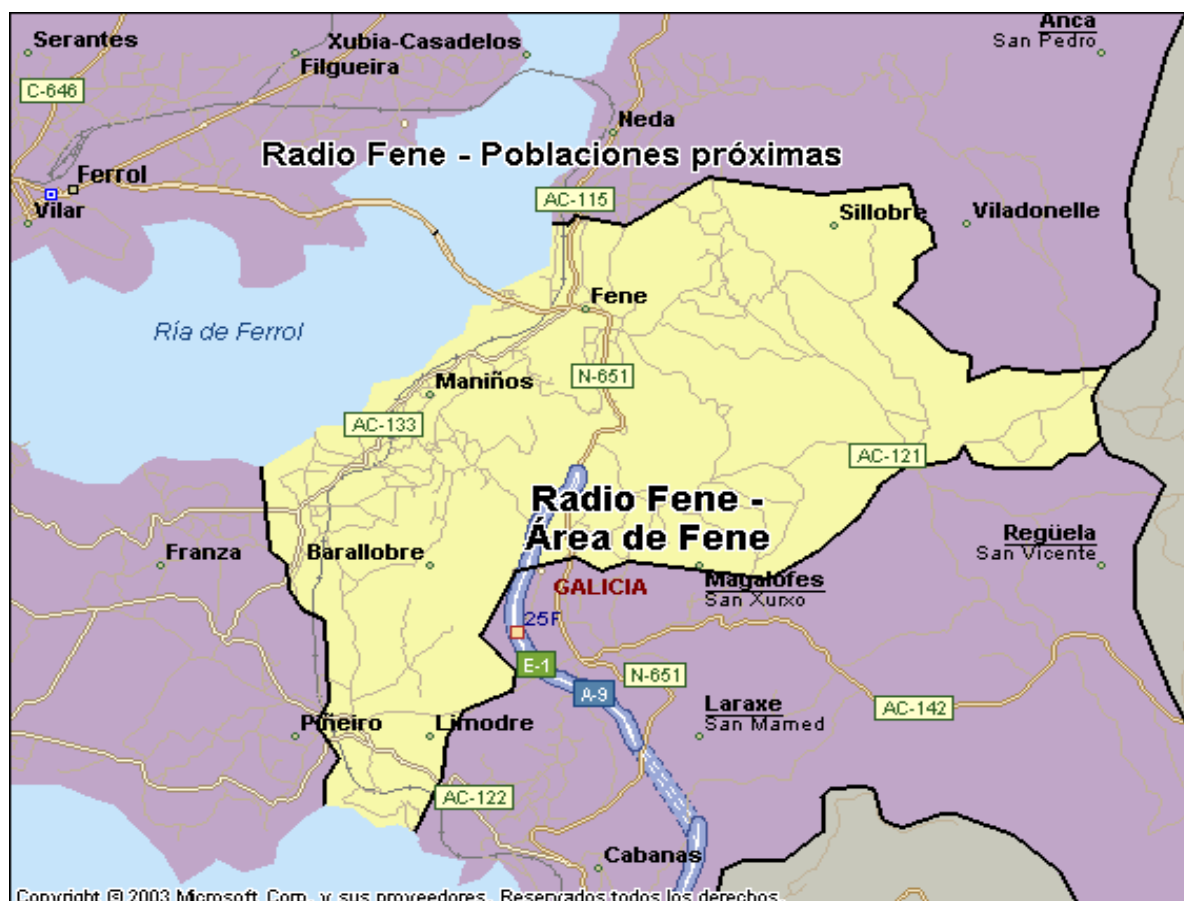 Anca
San Pedro
Serantes
Xubia-Casadelos
Filgueira
C-646
Neda
Radio Fene - Poblaciones próximas
Ferrol
AC-115
Vilar
Sillobre
Viladonelle
Fene
Ría de Ferrol
N-651
Maniños
AC-133
AC-121
Radio Fene -
Área de Fene
Regüela
San Vicente
Franza
Barallobre
GALICIA
Magalofes
San Xurxo
25F
E-1
N-651
A-9
Laraxe
San Mamed
AC-142
Piñeiro
Limodre
AC-122
Cabanas
Copyright © 2003 Microsoft Corp. y sus proveedores. Reservados todos los derechos.